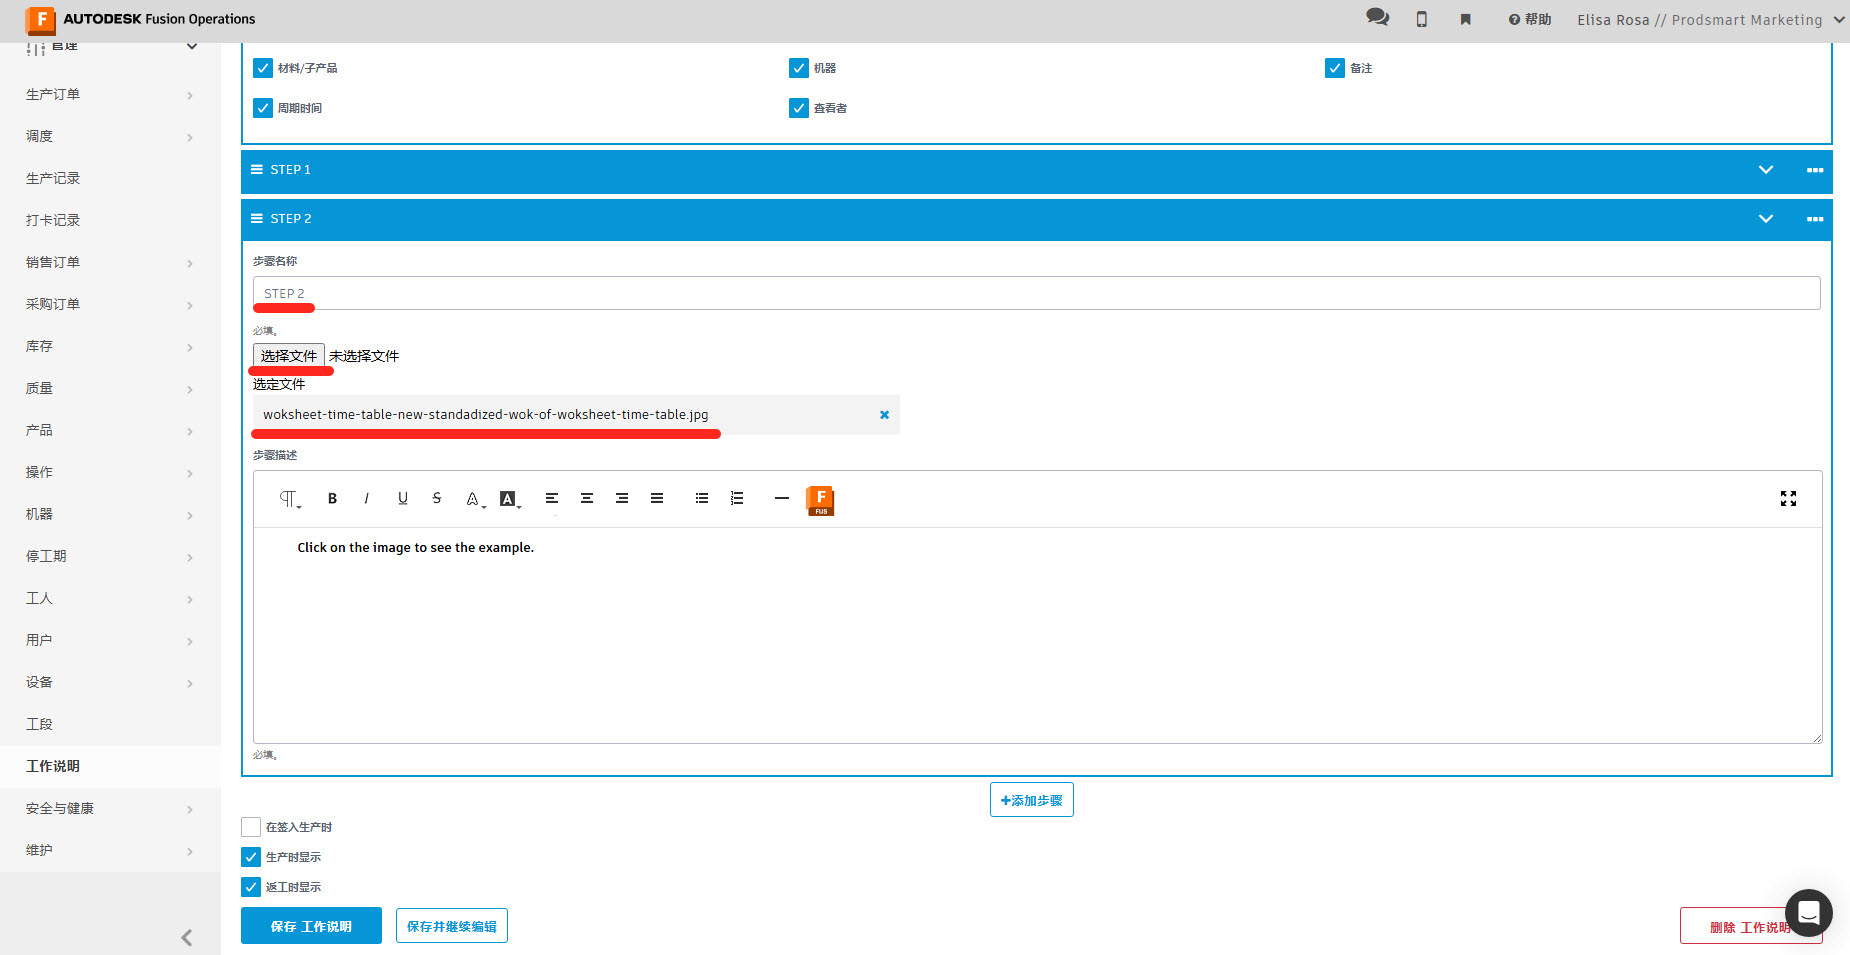 F AUTODESK Fusion Operations
帮助
Elisa Rosa // Prodsmart Marketing
管理
生产订单
调度
生产记录
打卡记录
销售订单
采购订单
库存
质量
产品
操作
机器
停工期
工人
用户
设备
工段
工作说明
安全与健康
维护
材料/子产品
机器
备注
周期时间
查看者
STEP 1
STEP 2
步骤名称
STEP 2
必填。
选择文件 未选择文件
选定文件
woksheet-time-table-new-standadized-wok-of-woksheet-time-table.jpg
步骤描述
B I U S A A F FUS
Click on the image to see the example.
必填。
+添加步骤
在签入生产时
生产时显示
返工时显示
保存 工作说明
保存并继续编辑
删除 工作说明